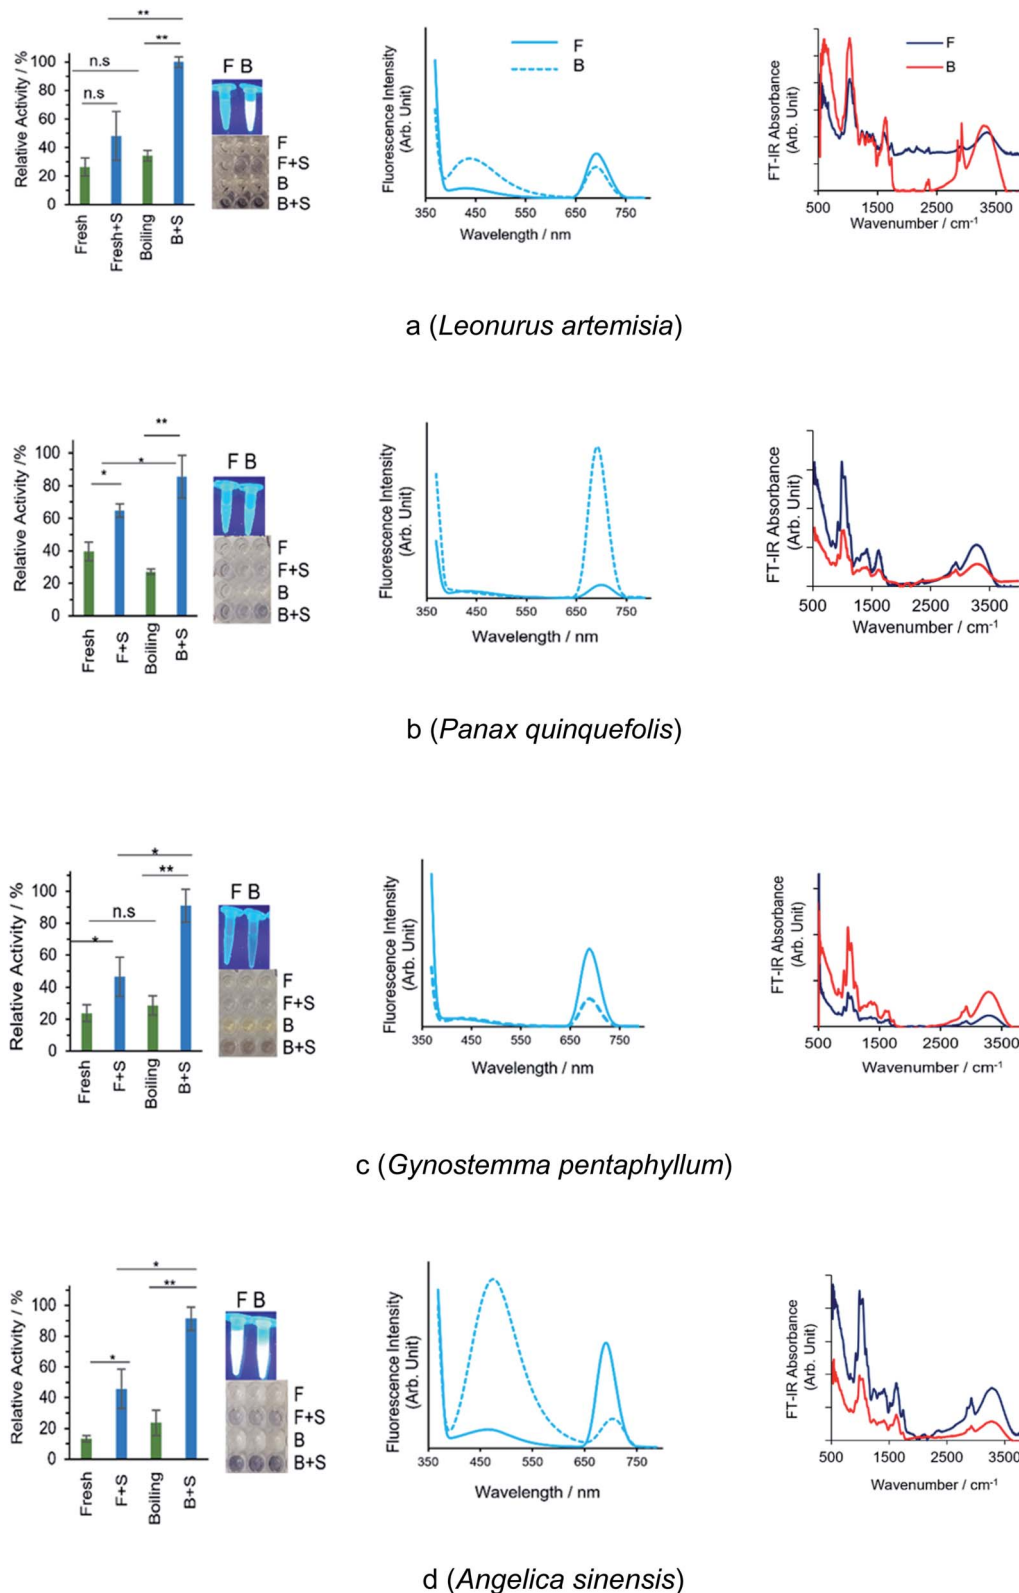 **
n.s
**
n.s
Relative Activity / %
100
80
60
40
20
0
Fresh
Fresh+S
Boiling
B+S
F B
F
F+S
B
B+S
Fluorescence Intensity
(Arb. Unit)
F
B
350 450 550 650 750
Wavelength / nm
FT-IR Absorbance
(Arb. Unit)
F
B
500 1500 2500 3500
Wavenumber / cm-1
a (Leonurus artemisia)
**
*
*
Relative Activity /%
100
80
60
40
20
0
Fresh
F+S
Boiling
B+S
F B
F
F+S
B
B+S
Fluorescence Intensity
(Arb. Unit)
350 450 550 650 750
Wavelength / nm
FT-IR Absorbance
(Arb. Unit)
500 1500 2500 3500
Wavenumber / cm-1
b (Panax quinquefolis)
*
**
n.s
*
Relative Activity / %
100
80
60
40
20
0
Fresh
F+S
Boiling
B+S
F B
F
F+S
B
B+S
Fluorescence Intensity
(Arb. Unit)
350 450 550 650 750
Wavelength / nm
FT-IR Absorbance
(Arb. Unit)
500 1500 2500 3500
Wavenumber / cm-1
c (Gynostemma pentaphyllum)
*
**
*
Relative Activity / %
100
80
60
40
20
0
Fresh
F+S
Boiling
B+S
F B
F
F+S
B
B+S
Fluorescence Intensity
(Arb. Unit)
350 450 550 650 750
Wavelength / nm
FT-IR Absorbance
(Arb. Unit)
500 1500 2500 3500
Wavenumber / cm-1
d (Angelica sinensis)